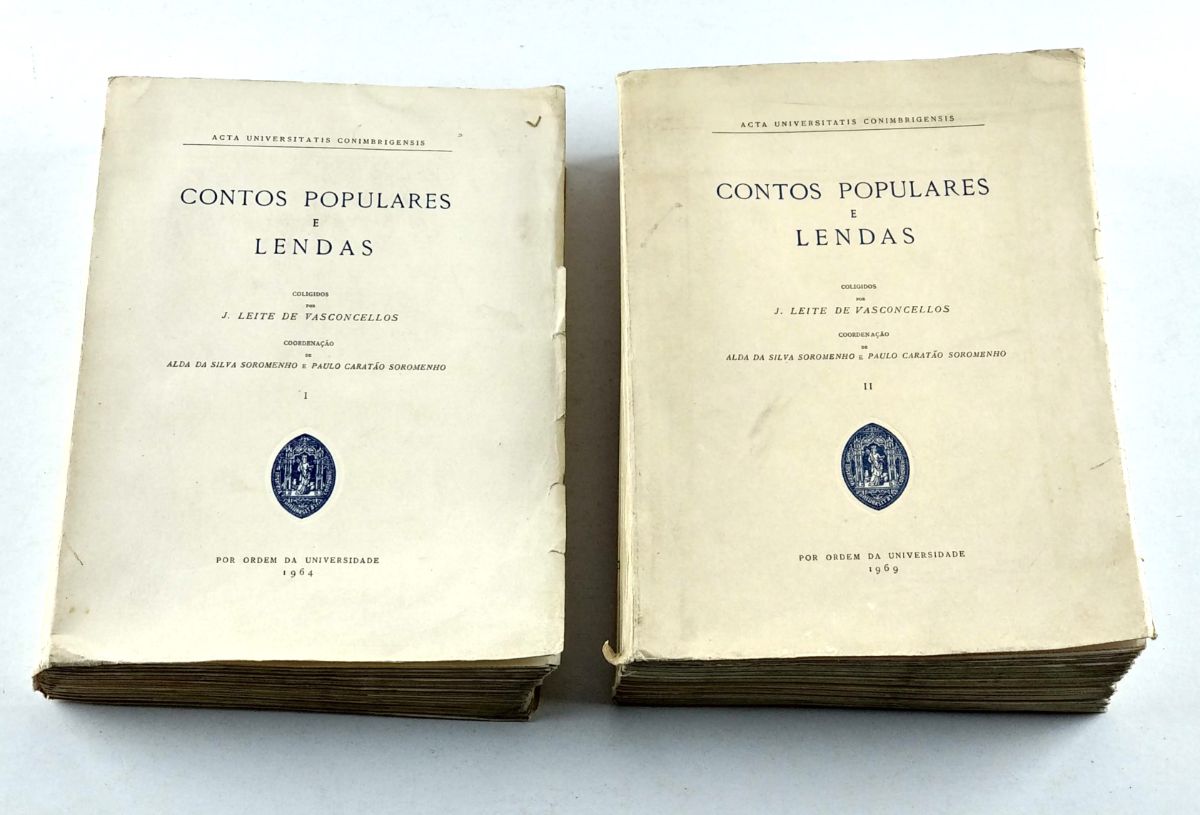 ACTA UNIVERSITATIS CONIMBRIGENSIS
CONTOS POPULARES
E
LENDAS
COLIGIDOS
POR
J. LEITE DE VASCONCELLOS
COORDENAÇÃO
DE
ALDA DA SILVA SOROMENHO E PAULO CARATÃO SOROMENHO
I
POR ORDEM DA UNIVERSIDADE
1964
ACTA UNIVERSITATIS CONIMBRIGENSIS
CONTOS POPULARES
E
LENDAS
COLIGIDOS
POR
J. LEITE DE VASCONCELLOS
COORDENAÇÃO
DE
ALDA DA SILVA SOROMENHO E PAULO CARATÃO SOROMENHO
II
POR ORDEM DA UNIVERSIDADE
1969